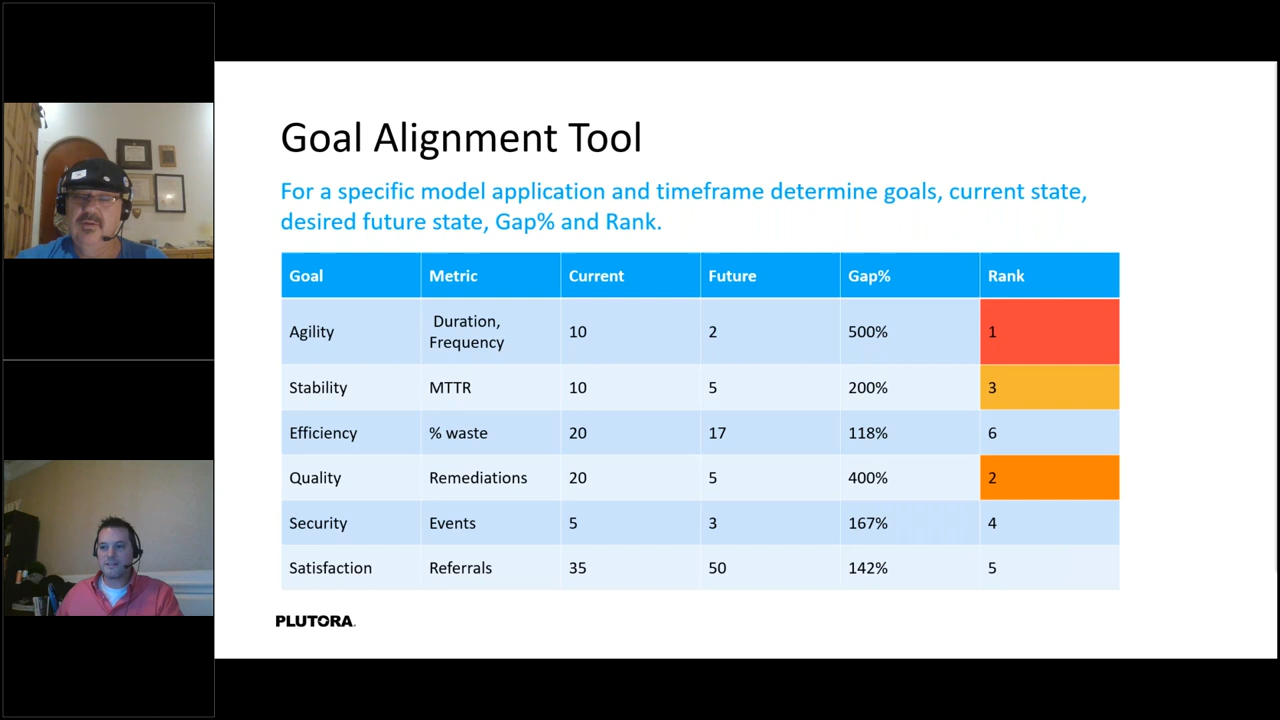 Goal Alignment Tool
For a specific model application and timeframe determine goals, current state,
desired future state, Gap% and Rank.
Goal Metric Current Future Gap% Rank
Agility Duration, Frequency 10 2 500% 1
Stability MTTR 10 5 200% 3
Efficiency % waste 20 17 118% 6
Quality Remediations 20 5 400% 2
Security Events 5 3 167% 4
Satisfaction Referrals 35 50 142% 5
PLUTORA